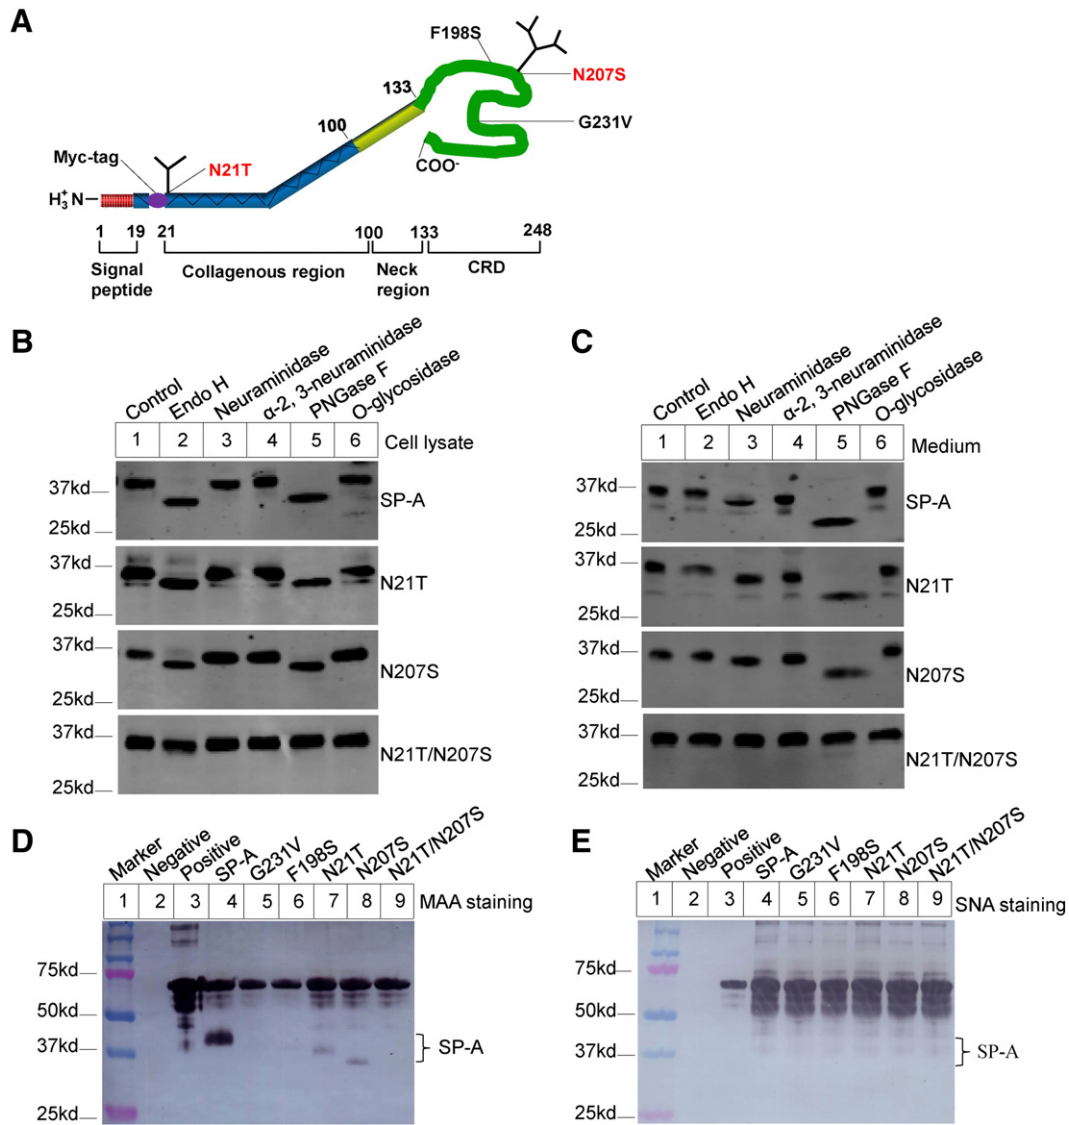 A
F198S
N207S
133
G231V
100
COO-
Myc-tag
N21T
H3+N
1 19 21 100 100 133 133 248
Signal peptide
Collagenous region
Neck region
CRD
B
Control
Endo H
Neuraminidase
α-2, 3-neuraminidase
PNGase F
O-glycosidase
1 2 3 4 5 6 Cell lysate
37kd
SP-A
25kd
37kd
N21T
25kd
37kd
N207S
25kd
37kd
N21T/N207S
25kd
C
Control
Endo H
Neuraminidase
α-2, 3-neuraminidase
PNGase F
O-glycosidase
1 2 3 4 5 6 Medium
37kd
SP-A
25kd
37kd
N21T
25kd
37kd
N207S
25kd
37kd
N21T/N207S
25kd
D
Marker
Negative
Positive
SP-A
G231V
F198S
N21T
N207S
N21T/N207S
1 2 3 4 5 6 7 8 9 MAA staining
75kd
50kd
37kd
SP-A
25kd
E
Marker
Negative
Positive
SP-A
G231V
F198S
N21T
N207S
N21T/N207S
1 2 3 4 5 6 7 8 9 SNA staining
75kd
50kd
37kd
SP-A
25kd